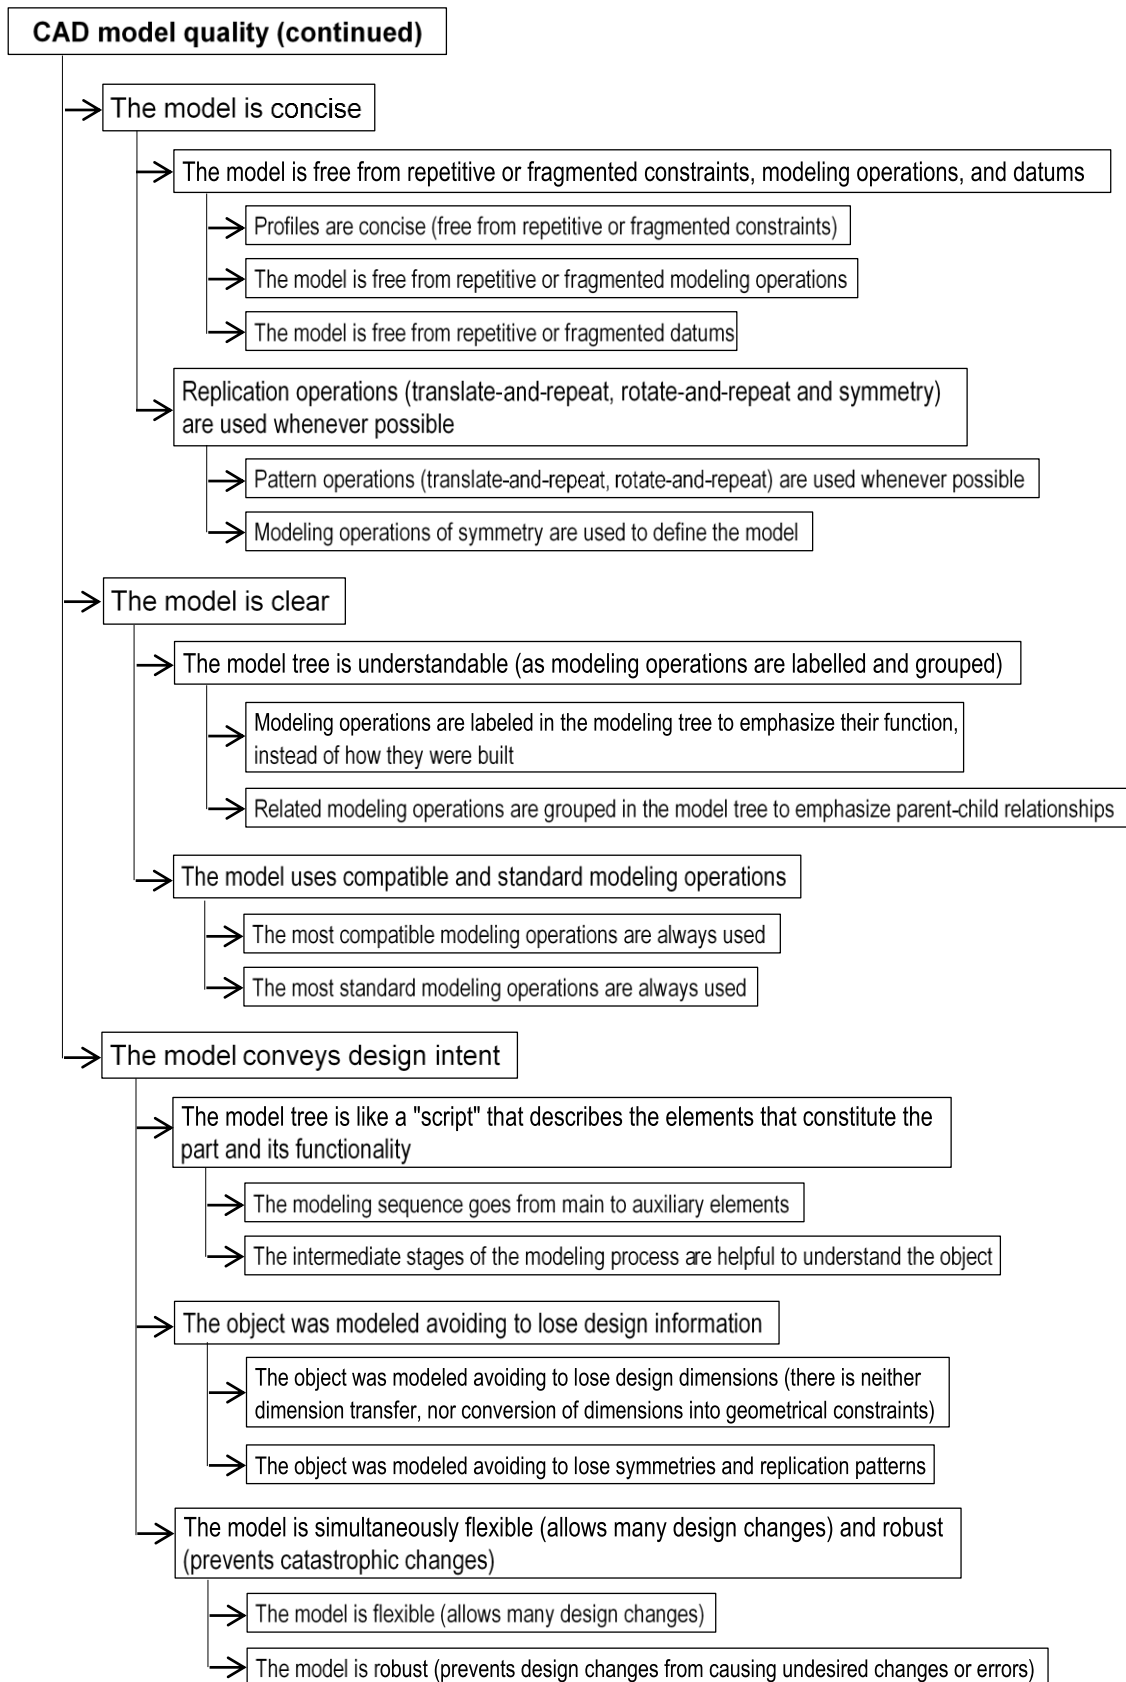 CAD model quality (continued)
The model is concise
The model is free from repetitive or fragmented constraints, modeling operations, and datums
Profiles are concise (free from repetitive or fragmented constraints)
The model is free from repetitive or fragmented modeling operations
The model is free from repetitive or fragmented datums
Replication operations (translate-and-repeat, rotate-and-repeat and symmetry)
are used whenever possible
Pattern operations (translate-and-repeat, rotate-and-repeat) are used whenever possible
Modeling operations of symmetry are used to define the model
The model is clear
The model tree is understandable (as modeling operations are labelled and grouped)
Modeling operations are labeled in the modeling tree to emphasize their function,
instead of how they were built
Related modeling operations are grouped in the model tree to emphasize parent-child relationships
The model uses compatible and standard modeling operations
The most compatible modeling operations are always used
The most standard modeling operations are always used
The model conveys design intent
The model tree is like a "script" that describes the elements that constitute the
part and its functionality
The modeling sequence goes from main to auxiliary elements
The intermediate stages of the modeling process are helpful to understand the object
The object was modeled avoiding to lose design information
The object was modeled avoiding to lose design dimensions (there is neither
dimension transfer, nor conversion of dimensions into geometrical constraints)
The object was modeled avoiding to lose symmetries and replication patterns
The model is simultaneously flexible (allows many design changes) and robust
(prevents catastrophic changes)
The model is flexible (allows many design changes)
The model is robust (prevents design changes from causing undesired changes or errors)